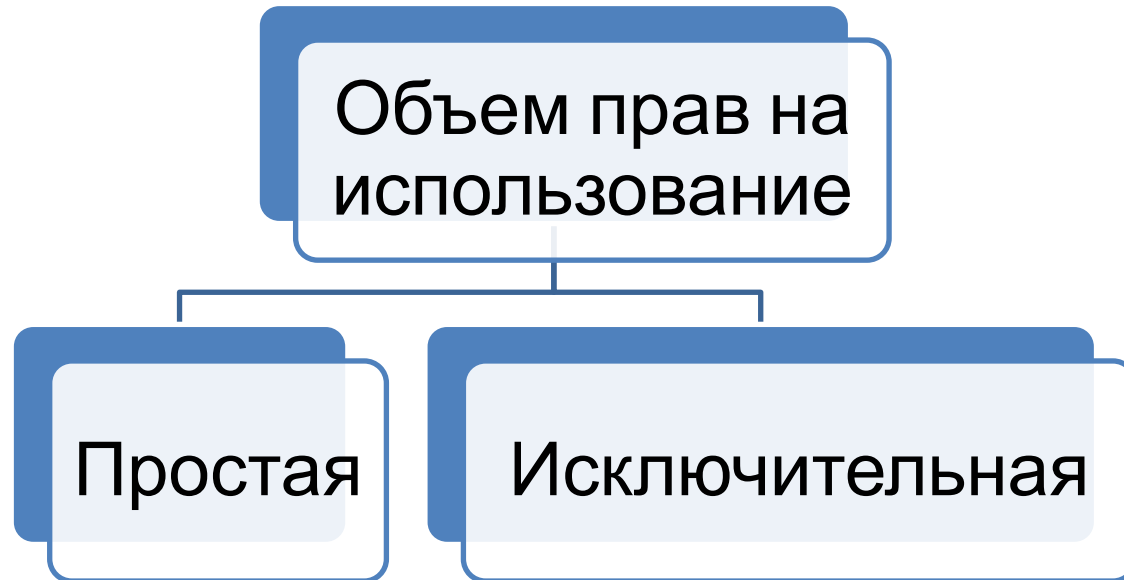 Объем прав на
использование
Простая
Исключительная